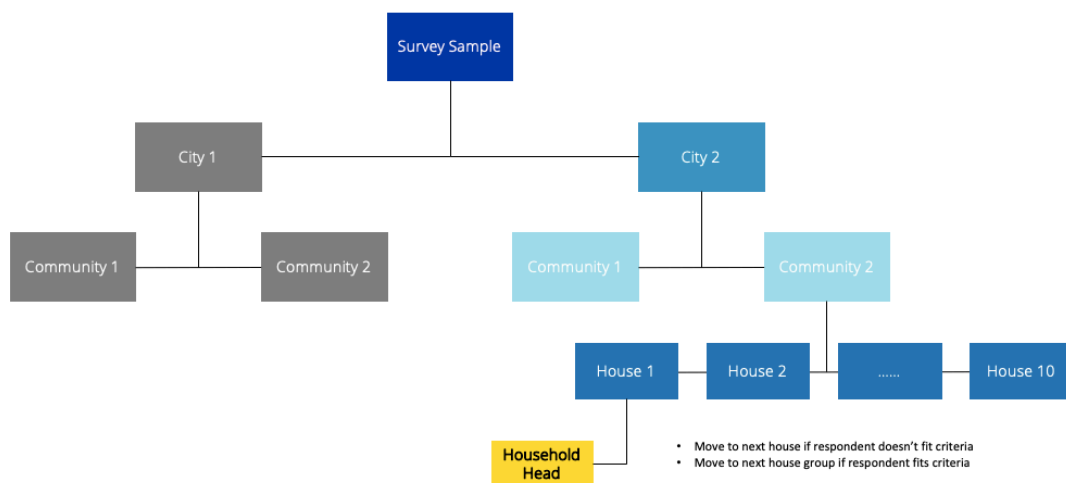 Survey Sample
City 1
City 2
Community 1
Community 2
Community 1
Community 2
House 1
House 2
......
House 10
Household
Head
• Move to next house if respondent doesn’t fit criteria
• Move to next house group if respondent fits criteria